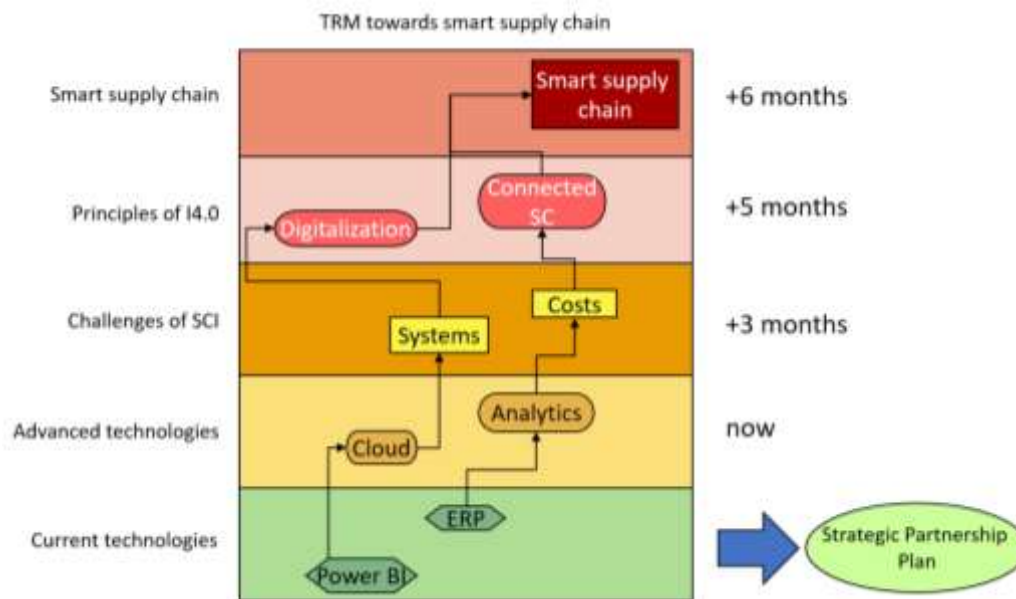 TRM towards smart supply chain
Smart supply chain
Smart supply
chain
+6 months
Principles of I4.0
Digitalization
Connected
SC
+5 months
Challenges of SCI
Systems
Costs
+3 months
Advanced technologies
Cloud
Analytics
now
Current technologies
ERP
Power BI
Strategic Partnership
Plan